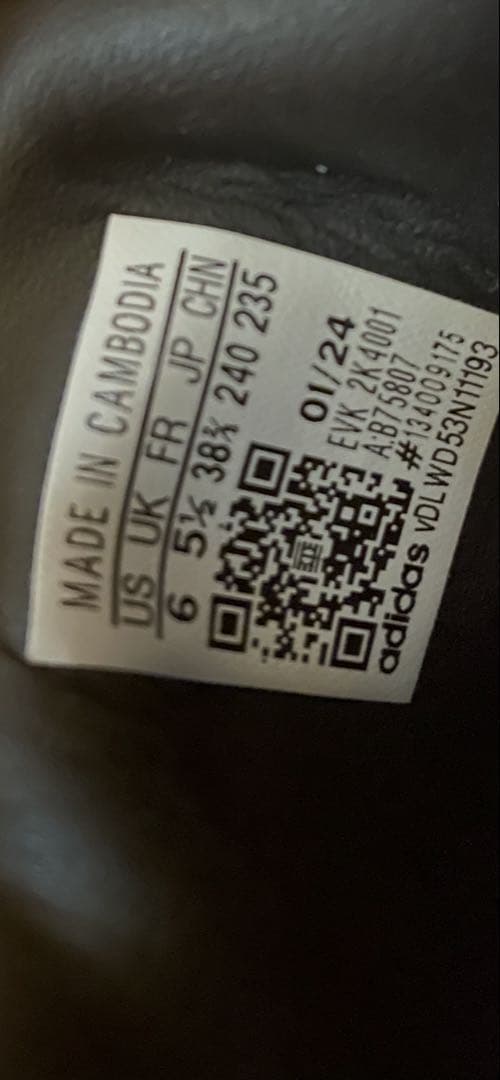 MADE IN CAMBODIA
US UK FR JP CHN
6 5½ 38⅔ 240 235
01/24
EVK 2K4001
A:B75807
#134009175
adidas VDLWD53N11193